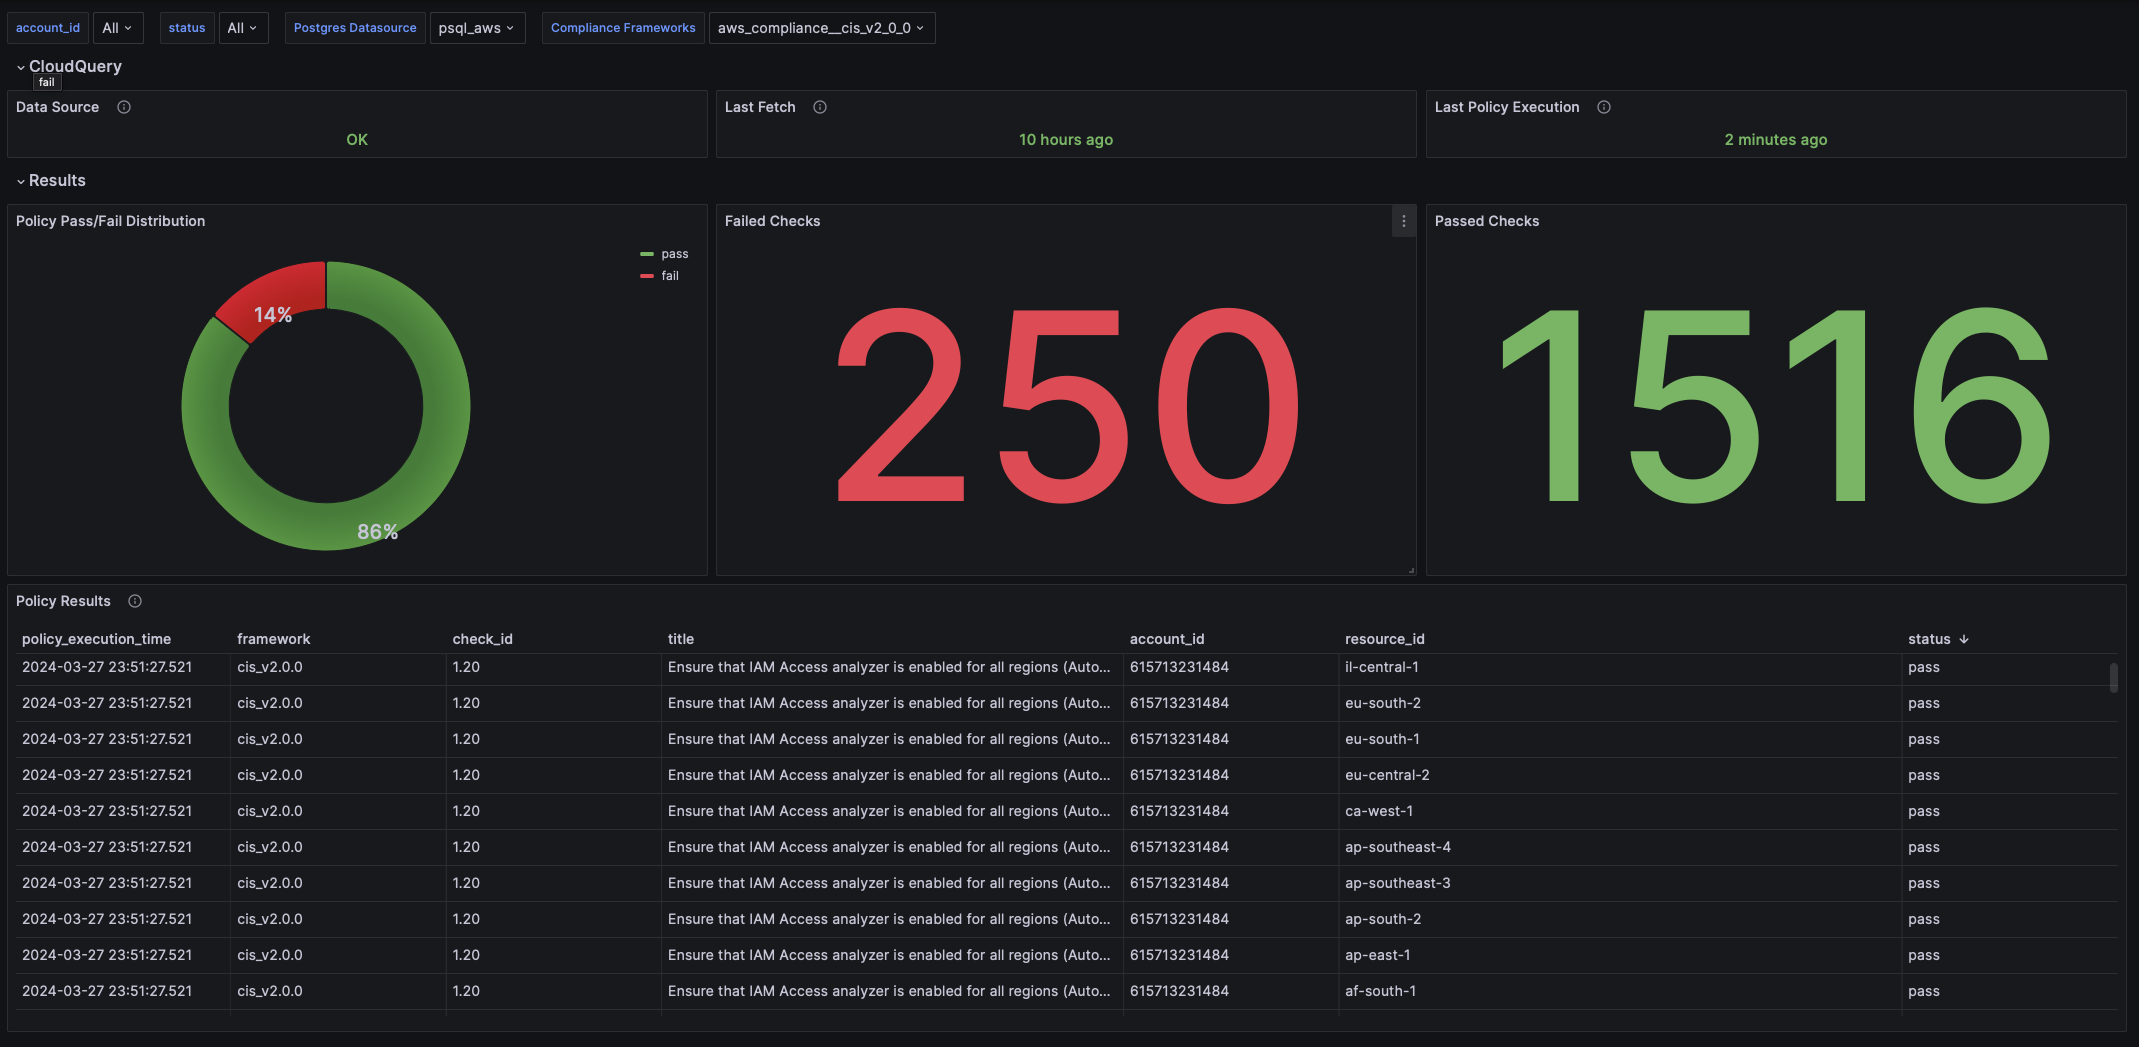 account_id All status All Postgres Datasource psql_aws Compliance Frameworks aws_compliance__cis_v2_0_0
CloudQuery
fail
Data Source Last Fetch Last Policy Execution
OK 10 hours ago 2 minutes ago
Results
Policy Pass/Fail Distribution Failed Checks Passed Checks
pass
fail
14%
86%
250
1516
Policy Results
policy_execution_time framework check_id title account_id resource_id status
2024-03-27 23:51:27.521 cis_v2.0.0 1.20 Ensure that IAM Access analyzer is enabled for all regions (Auto... 615713231484 il-central-1 pass
2024-03-27 23:51:27.521 cis_v2.0.0 1.20 Ensure that IAM Access analyzer is enabled for all regions (Auto... 615713231484 eu-south-2 pass
2024-03-27 23:51:27.521 cis_v2.0.0 1.20 Ensure that IAM Access analyzer is enabled for all regions (Auto... 615713231484 eu-south-1 pass
2024-03-27 23:51:27.521 cis_v2.0.0 1.20 Ensure that IAM Access analyzer is enabled for all regions (Auto... 615713231484 eu-central-2 pass
2024-03-27 23:51:27.521 cis_v2.0.0 1.20 Ensure that IAM Access analyzer is enabled for all regions (Auto... 615713231484 ca-west-1 pass
2024-03-27 23:51:27.521 cis_v2.0.0 1.20 Ensure that IAM Access analyzer is enabled for all regions (Auto... 615713231484 ap-southeast-4 pass
2024-03-27 23:51:27.521 cis_v2.0.0 1.20 Ensure that IAM Access analyzer is enabled for all regions (Auto... 615713231484 ap-southeast-3 pass
2024-03-27 23:51:27.521 cis_v2.0.0 1.20 Ensure that IAM Access analyzer is enabled for all regions (Auto... 615713231484 ap-south-2 pass
2024-03-27 23:51:27.521 cis_v2.0.0 1.20 Ensure that IAM Access analyzer is enabled for all regions (Auto... 615713231484 ap-east-1 pass
2024-03-27 23:51:27.521 cis_v2.0.0 1.20 Ensure that IAM Access analyzer is enabled for all regions (Auto... 615713231484 af-south-1 pass